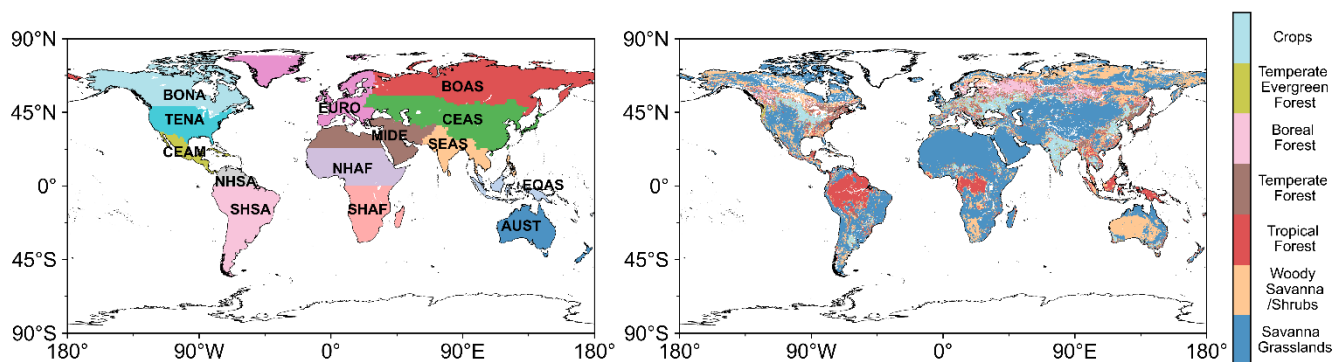 90°N
45°N
0°
45°S
90°S
180°
90°W
0°
90°E
180°
BONA
TENA
CEAM
NHSA
SHSA
EURO
MIDE
NHAF
SHAF
BOAS
CEAS
SEAS
EQAS
AUST
90°N
45°N
0°
45°S
90°S
180°
90°W
0°
90°E
180°
Crops
Temperate
Evergreen
Forest
Boreal
Forest
Temperate
Forest
Tropical
Forest
Woody
Savanna
/Shrubs
Savanna
Grasslands